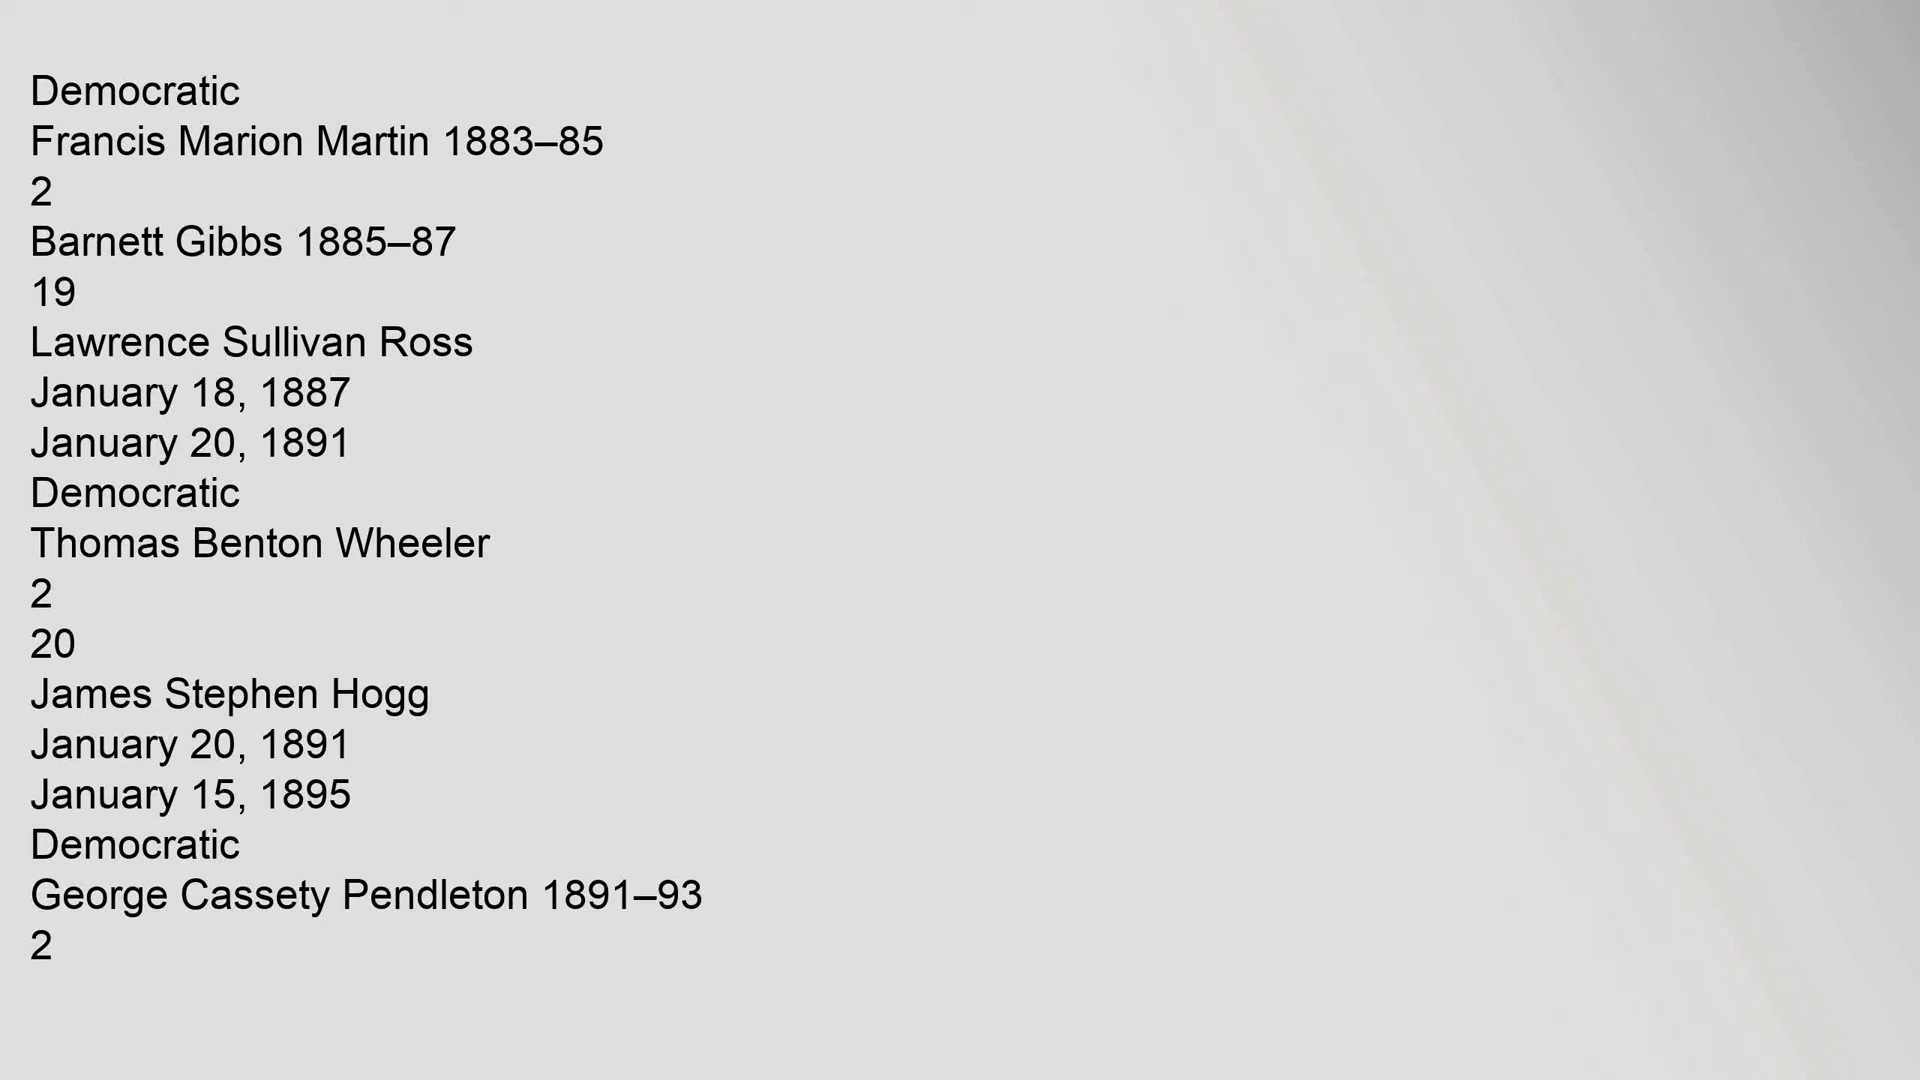 Democratic
Francis Marion Martin 1883–85
2
Barnett Gibbs 1885–87
19
Lawrence Sullivan Ross
January 18, 1887
January 20, 1891
Democratic
Thomas Benton Wheeler
2
20
James Stephen Hogg
January 20, 1891
January 15, 1895
Democratic
George Cassety Pendleton 1891–93
2